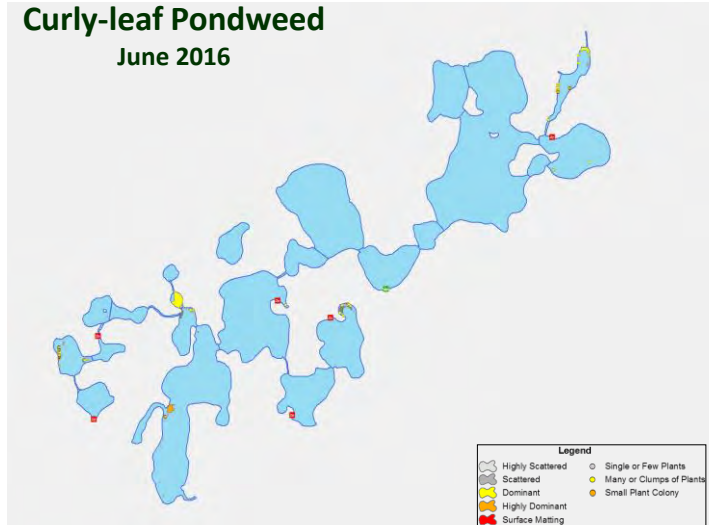 Curly-leaf Pondweed
June 2016
Legend
Highly Scattered
Scattered
Dominant
Highly Dominant
Surface Matting
Single or Few Plants
Many or Clumps of Plants
Small Plant Colony